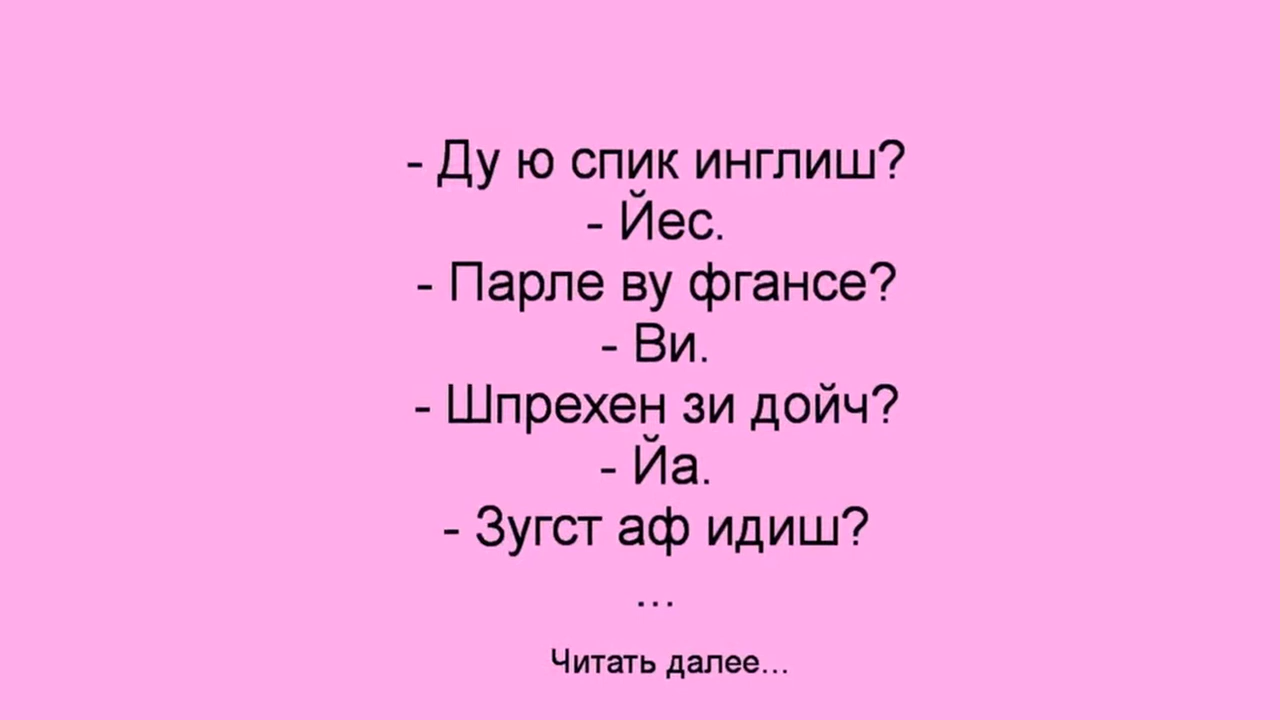 - Ду ю спик инглиш?
- Йес.
- Парле ву фгансе?
- Ви.
- Шпрехен зи дойч?
- Йа.
- Зугст аф идиш?
...
Читать далее...